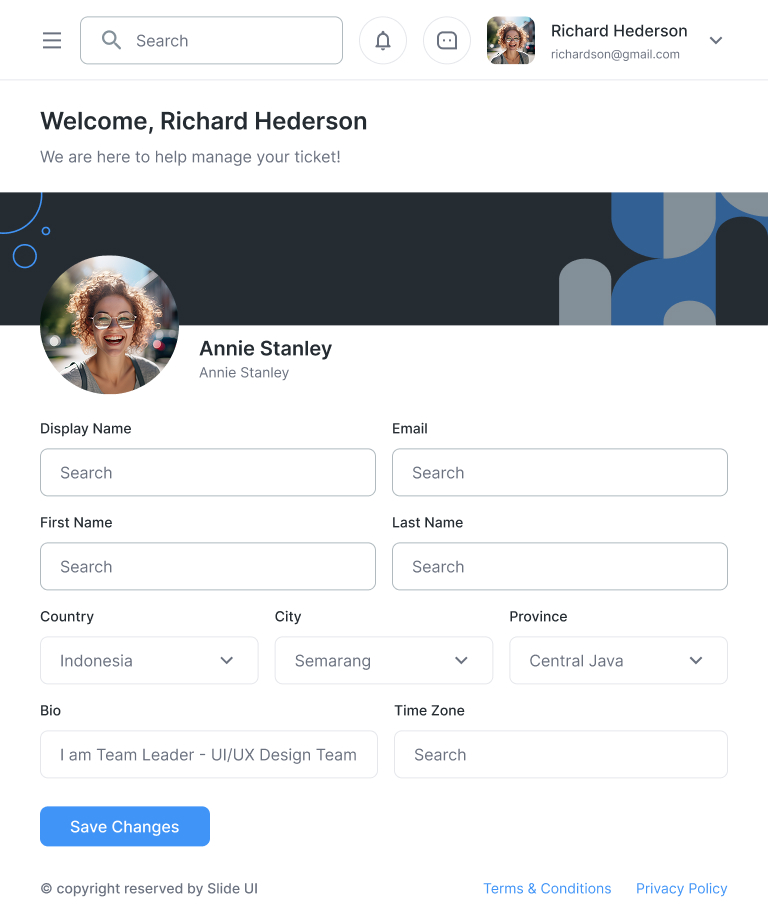 Search
Richard Hederson
richardson@gmail.com
Welcome, Richard Hederson
We are here to help manage your ticket!
Annie Stanley
Annie Stanley
Display Name
Email
Search
Search
First Name
Last Name
Search
Search
Country
City
Province
Indonesia
Semarang
Central Java
Bio
Time Zone
I am Team Leader - UI/UX Design Team
Search
Save Changes
© copyright reserved by Slide UI
Terms & Conditions
Privacy Policy